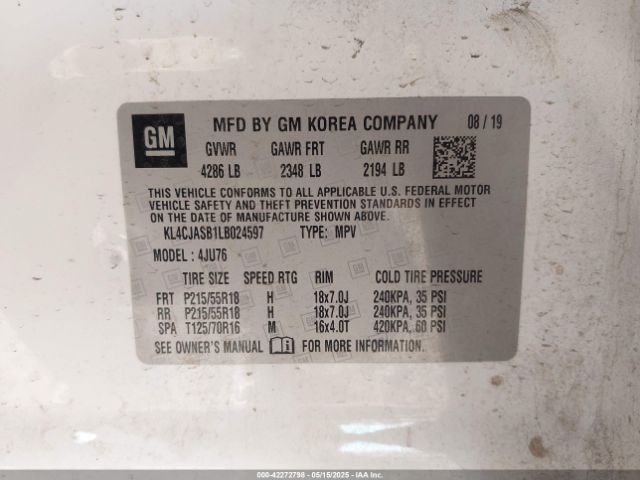 GM
MFD BY GM KOREA COMPANY 08 / 19
GVWR GAWR FRT GAWR RR
4286 LB 2348 LB 2194 LB
THIS VEHICLE CONFORMS TO ALL APPLICABLE U.S. FEDERAL MOTOR
VEHICLE SAFETY AND THEFT PREVENTION STANDARDS IN EFFECT ON
THE DATE OF MANUFACTURE SHOWN ABOVE.
KL4CJASB1LB024597 TYPE: MPV
MODEL : 4JU76
TIRE SIZE SPEED RTG RIM COLD TIRE PRESSURE
FRT P215/55R18 H 18x7.0J 240KPA, 35 PSI
RR P215/55R18 H 18x7.0J 240KPA, 35 PSI
SPA T125/70R16 M 16x4.0T 420KPA, 60 PSI
SEE OWNER'S MANUAL FOR MORE INFORMATION.
000-42272798 - 05/15/2025 - IAA Inc.